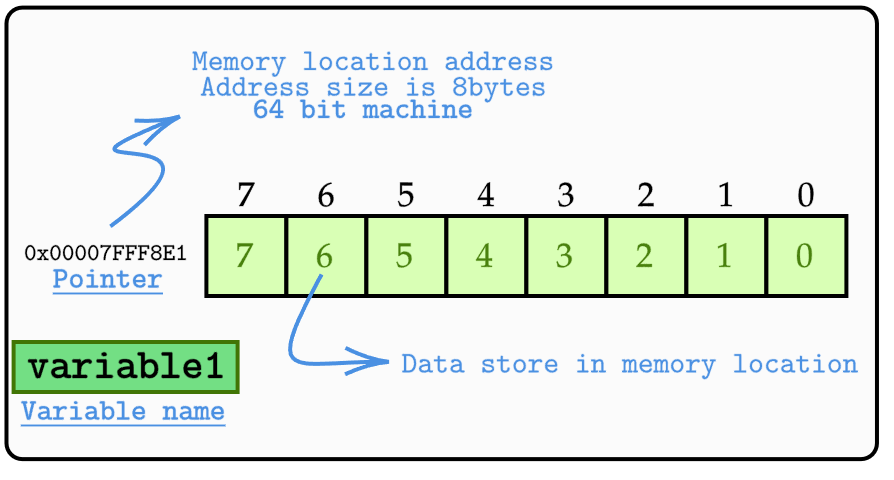 Memory location address
Address size is 8bytes
64 bit machine
7 6 5 4 3 2 1 0
0x00007FFF8E1 7 6 5 4 3 2 1 0
Pointer
variable1
Data store in memory location
Variable name